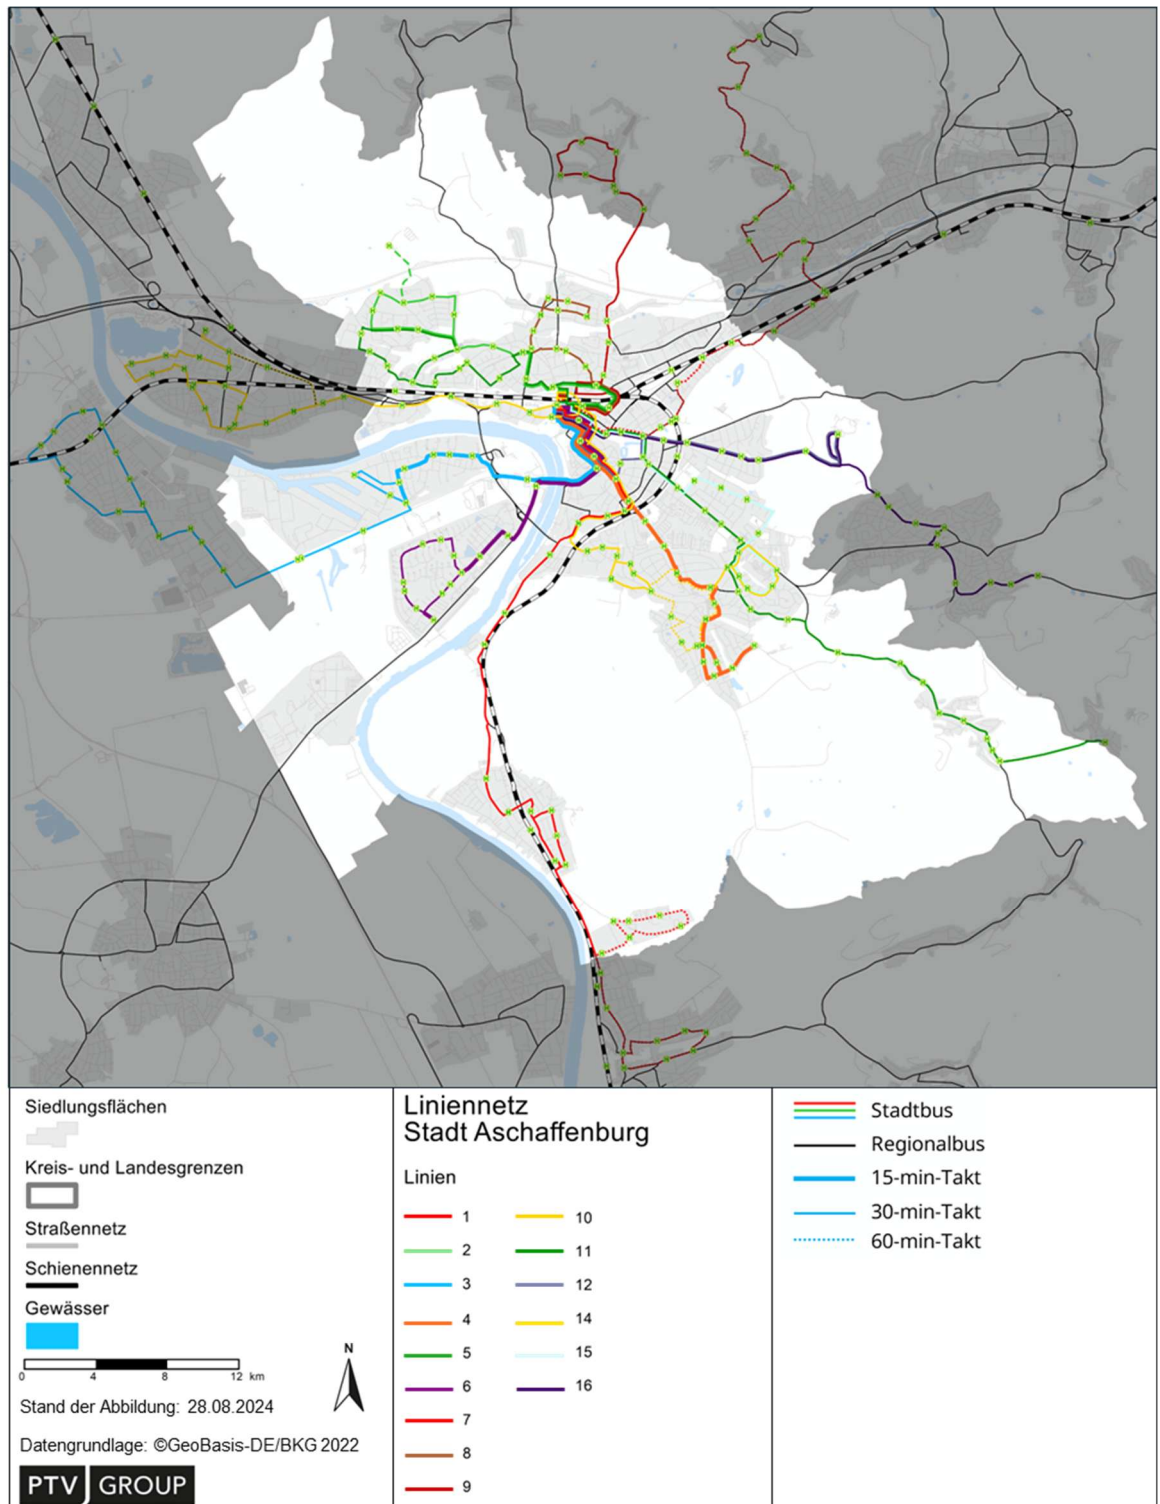 Siedlungsflächen
Kreis- und Landesgrenzen
Straßennetz
Schienennetz
Gewässer
0 4 8 12 km
N
Stand der Abbildung: 28.08.2024
Datengrundlage: ©GeoBasis-DE/BKG 2022
PTV GROUP
Liniennetz
Stadt Aschaffenburg
Linien
1
2
3
4
5
6
7
8
9
10
11
12
14
15
16
Stadtbus
Regionalbus
15-min-Takt
30-min-Takt
60-min-Takt